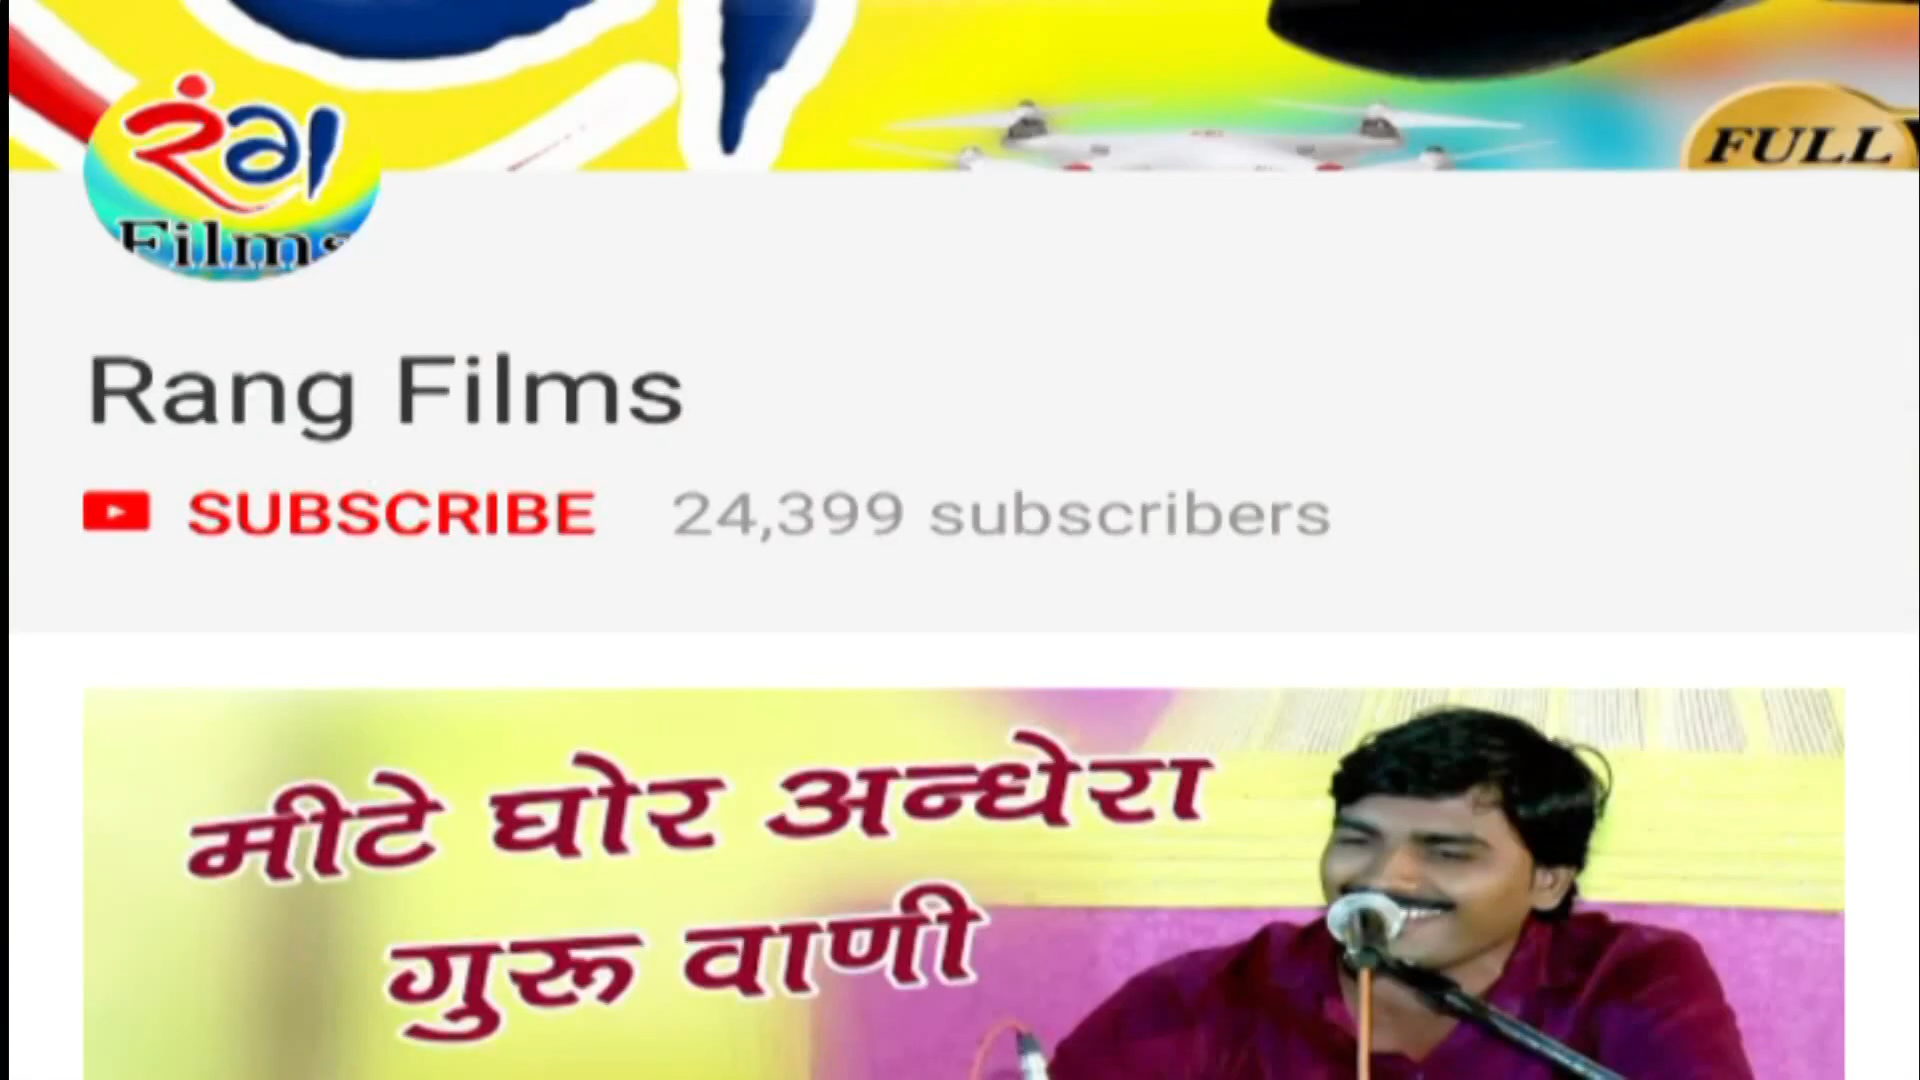 FULL
रंग
Films
Rang Films
SUBSCRIBE 24,399 subscribers
मीटे घोर अन्धेरा
गुरू वाणी